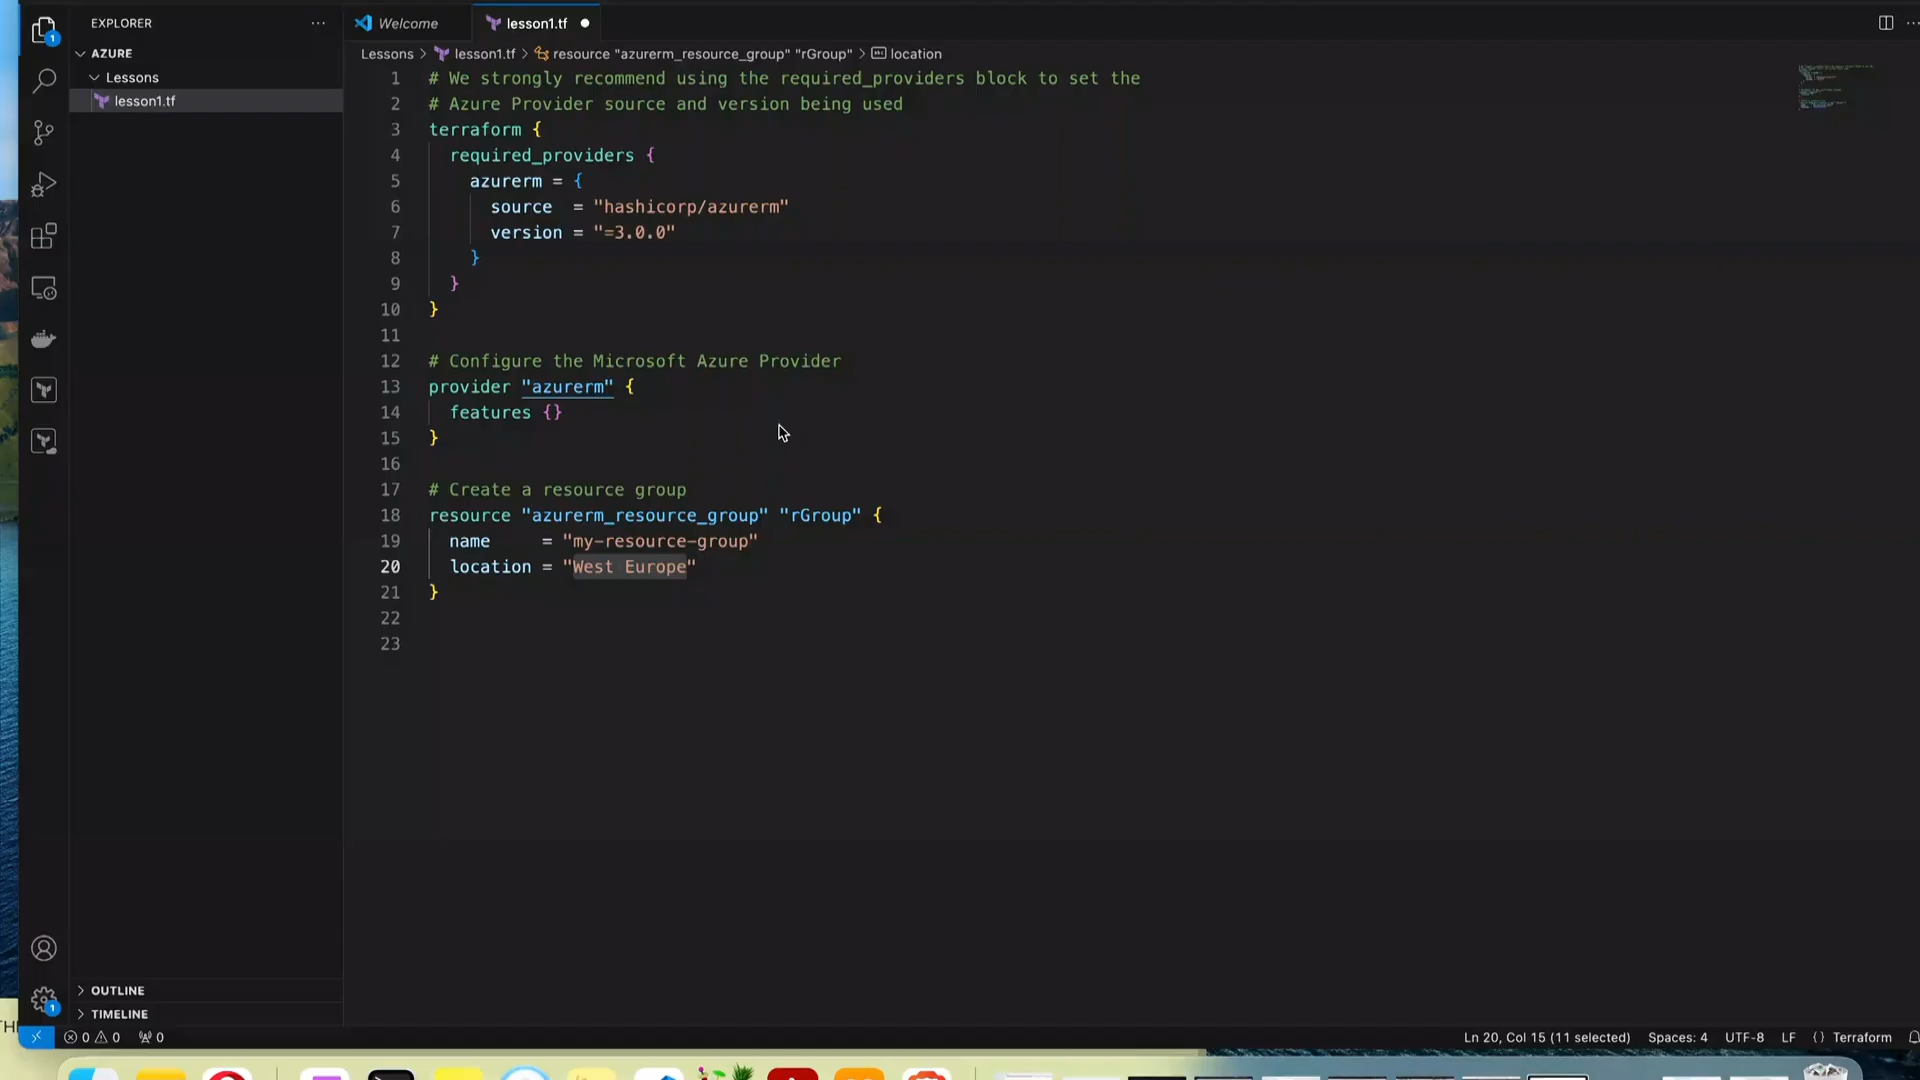 EXPLORER
AZURE
Lessons
lesson1.tf
OUTLINE
TIMELINE
Welcome
lesson1.tf
Lessons > lesson1.tf > resource "azurerm_resource_group" "rGroup" > location
1 # We strongly recommend using the required_providers block to set the
2 # Azure Provider source and version being used
3 terraform {
4 required_providers {
5 azurerm = {
6 source = "hashicorp/azurerm"
7 version = "=3.0.0"
8 }
9 }
10 }
11
12 # Configure the Microsoft Azure Provider
13 provider "azurerm" {
14 features {}
15 }
16
17 # Create a resource group
18 resource "azurerm_resource_group" "rGroup" {
19 name = "my-resource-group"
20 location = "West Europe"
21 }
22
23
1
1
TH
0 0 0
Ln 20, Col 15 (11 selected) Spaces: 4 UTF-8 LF {} Terraform